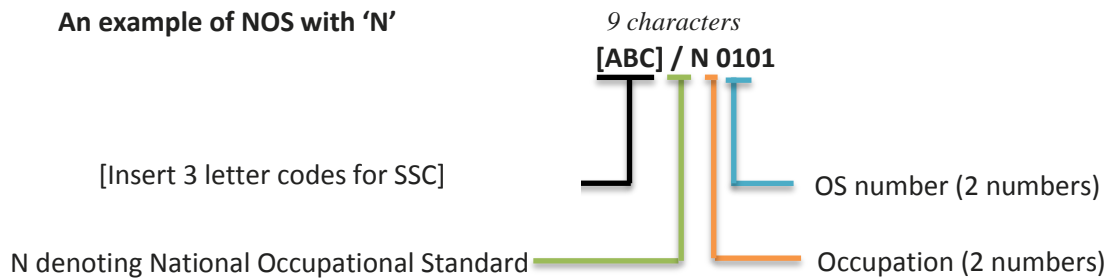 An example of NOS with ‘N’
9 characters
[ABC] / N 0101
[Insert 3 letter codes for SSC]
OS number (2 numbers)
N denoting National Occupational Standard
Occupation (2 numbers)